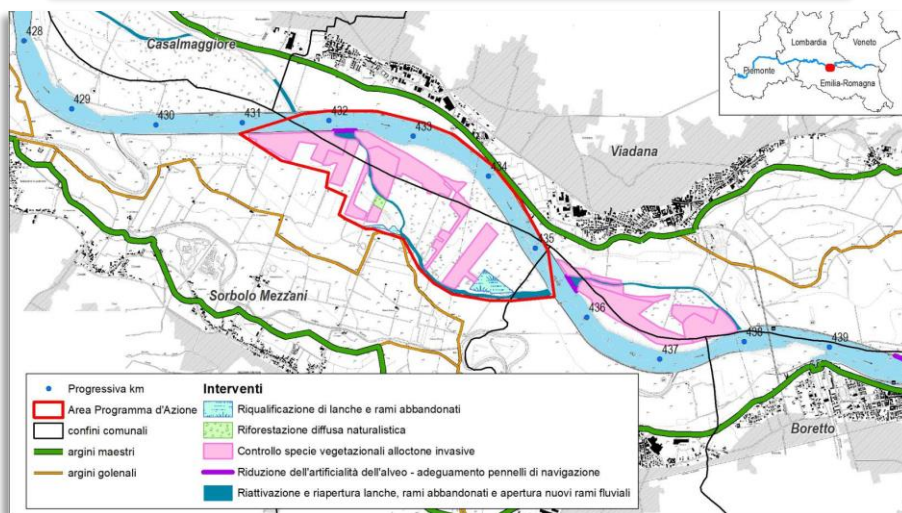 428
429
430
431
432
433
434
435
436
437
438
439
Casalmaggiore
Viadana
Sorbolo Mezzani
Boretto
Lombardia
Veneto
Piemonte
Emilia-Romagna
Progressiva km
Area Programma d'Azione
confini comunali
argini maestri
argini golenali
Interventi
Riqualificazione di lanche e rami abbandonati
Riforestazione diffusa naturalistica
Controllo specie vegetazionali alloctone invasive
Riduzione dell'artificialità dell'alveo - adeguamento pennelli di navigazione
Riattivazione e riapertura lanche, rami abbandonati e apertura nuovi rami fluviali